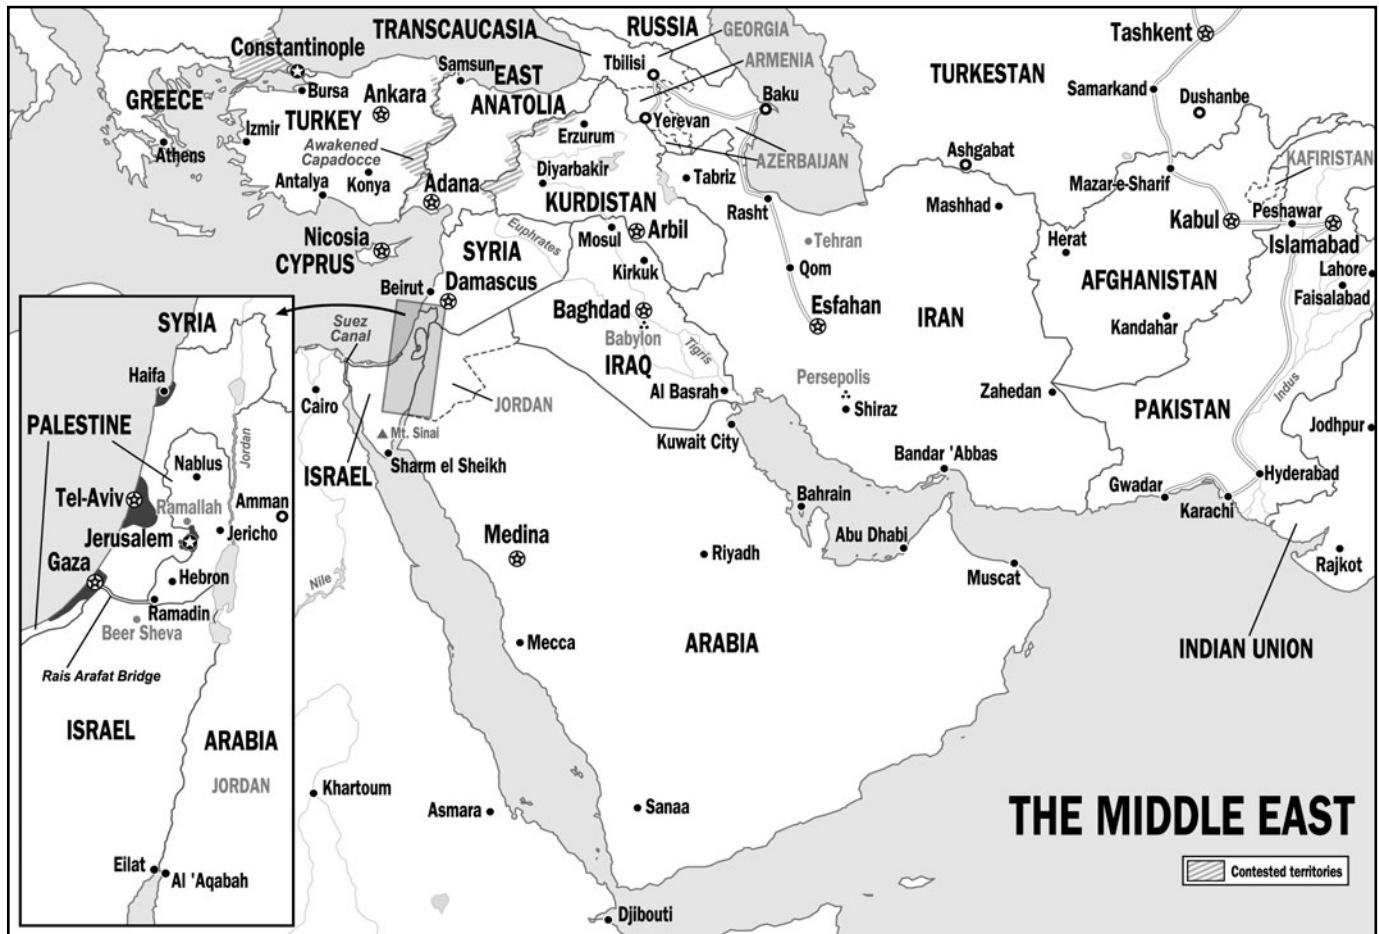 TRANSCAUCASIA
RUSSIA
GEORGIA
Tashkent
Constantinople
Samsun
EAST
ANATOLIA
Tbilisi
ARMENIA
TURKESTAN
Samarkand
Dushanbe
GREECE
Bursa
Ankara
TURKEY
Baku
Izmir
Athens
Awakened
Capadocce
Erzurum
Yerevan
AZERBAIJAN
Ashgabat
KAFIRISTAN
Antalya
Konya
Adana
Diyarbakir
KURDISTAN
Tabriz
Rasht
Mashhad
Mazar-e-Sharif
Kabul
Peshawar
Islamabad
Nicosia
CYPRUS
SYRIA
Euphrates
Mosul
Arbil
Kirkuk
Tehran
Qom
Herat
AFGHANISTAN
Lahore
Faisalabad
Beirut
Damascus
Baghdad
Babylon
Esfahan
IRAN
Kandahar
Suez
Canal
IRAQ
Tigris
Persepolis
Shiraz
Zahedan
Indus
PAKISTAN
Cairo
JORDAN
Al Basrah
Kuwait City
Jodhpur
Mt. Sinai
Sharm el Sheikh
ISRAEL
Bandar 'Abbas
Gwadar
Hyderabad
Karachi
Bahrain
Abu Dhabi
Medina
Riyadh
Muscat
Rajkot
Nile
Mecca
ARABIA
INDIAN UNION
Khartoum
Asmara
Sanaa
Djibouti
THE MIDDLE EAST
Contested territories
SYRIA
Haifa
PALESTINE
Jordan
Nablus
Tel-Aviv
Ramallah
Amman
Jerusalem
Jericho
Gaza
Hebron
Ramadin
Beer Sheva
Rais Arafat Bridge
ISRAEL
ARABIA
JORDAN
Eilat
Al 'Aqabah